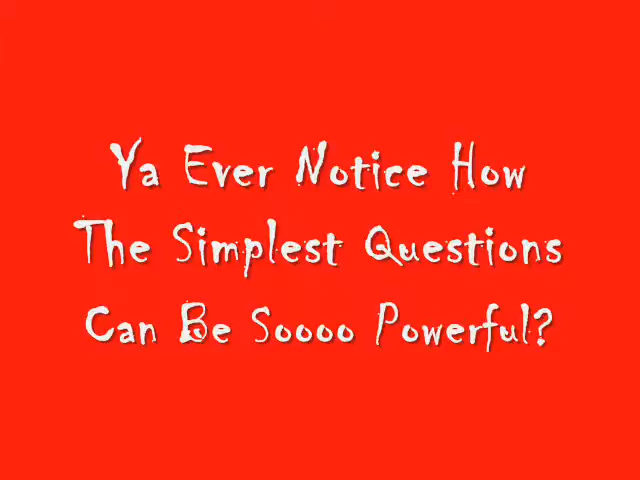 Ya Ever Notice How
The Simplest Questions
Can Be Soooo Powerful?